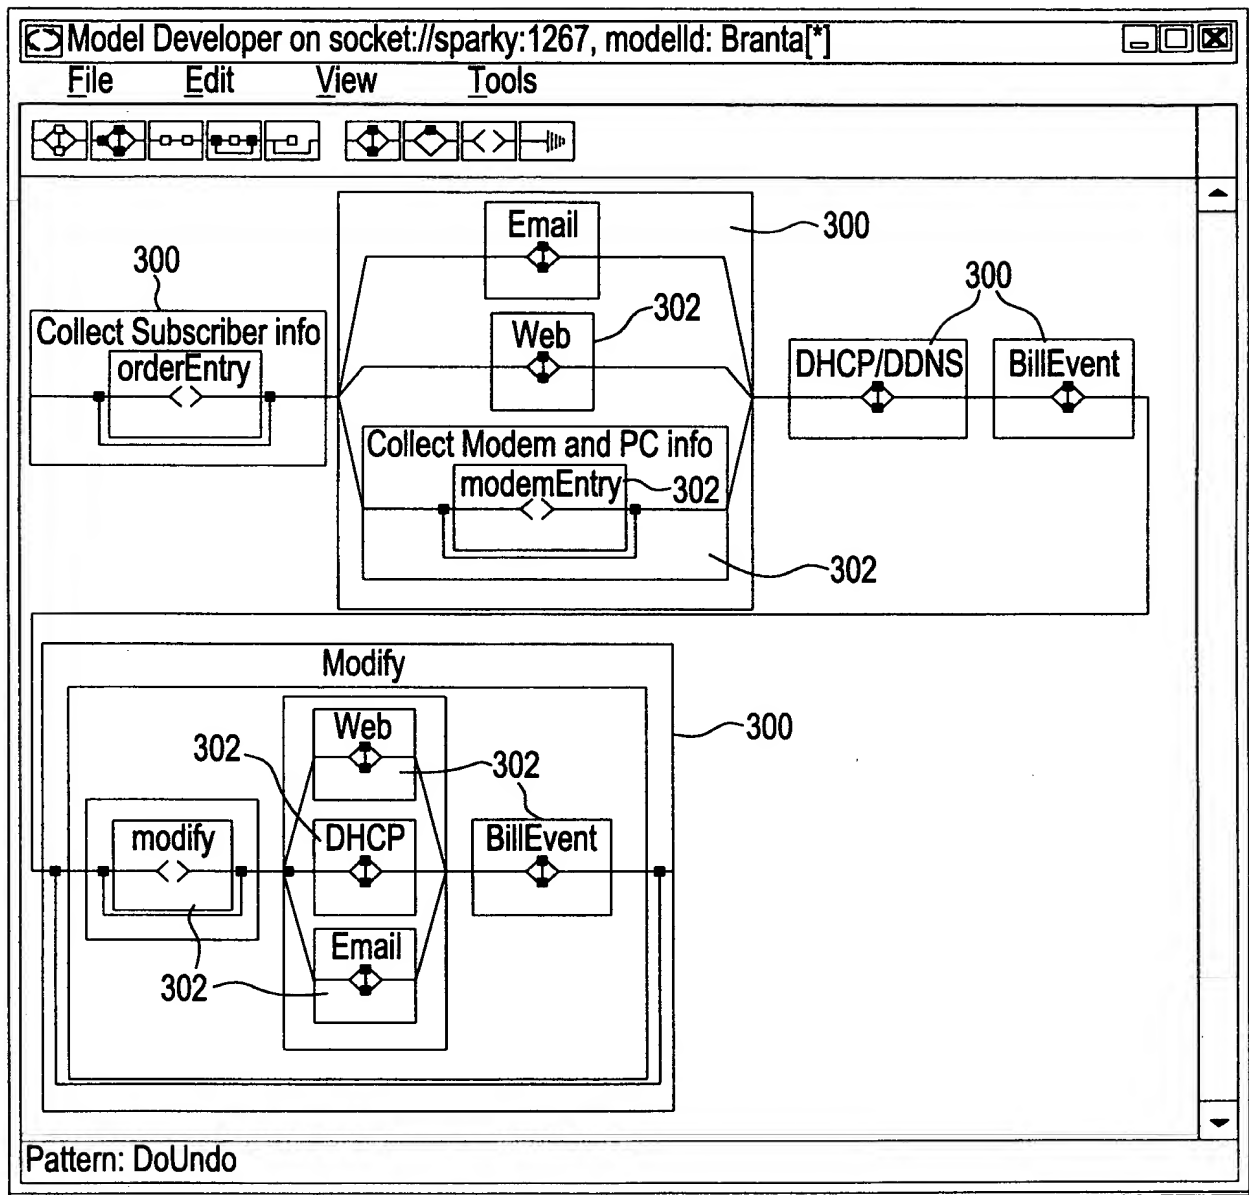 Model Developer on socket://sparky:1267, modelId: Branta[*]
File Edit View Tools
Email
300
300
Collect Subscriber info
orderEntry
Web
302
300
DHCP/DDNS
BillEvent
Collect Modem and PC info
modemEntry
302
302
Modify
300
Web
302
302
modify
DHCP
BillEvent
Email
302
Pattern: DoUndo